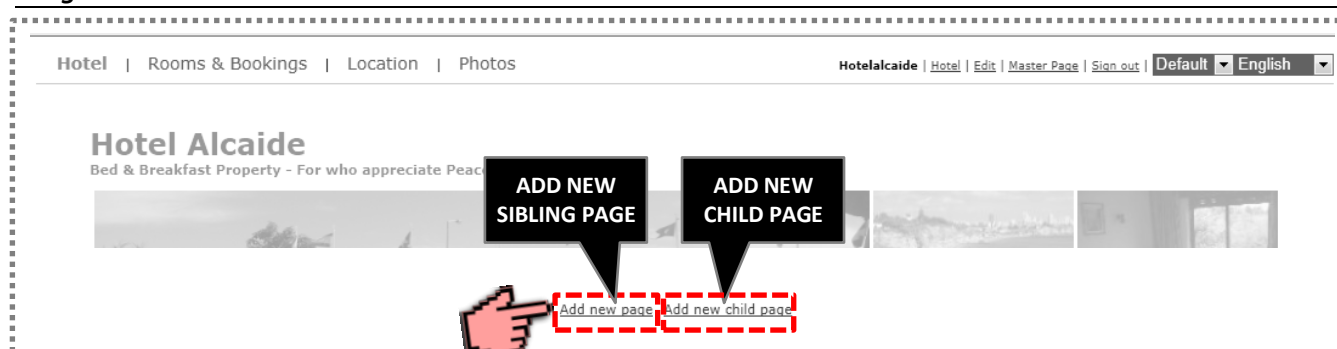 Hotel | Rooms & Bookings | Location | Photos
Hotelalcaide | Hotel | Edit | Master Page | Sign out | Default English
Hotel Alcaide
Bed & Breakfast Property - For who appreciate
ADD NEW
SIBLING PAGE
ADD NEW
CHILD PAGE
Add new page Add new child page